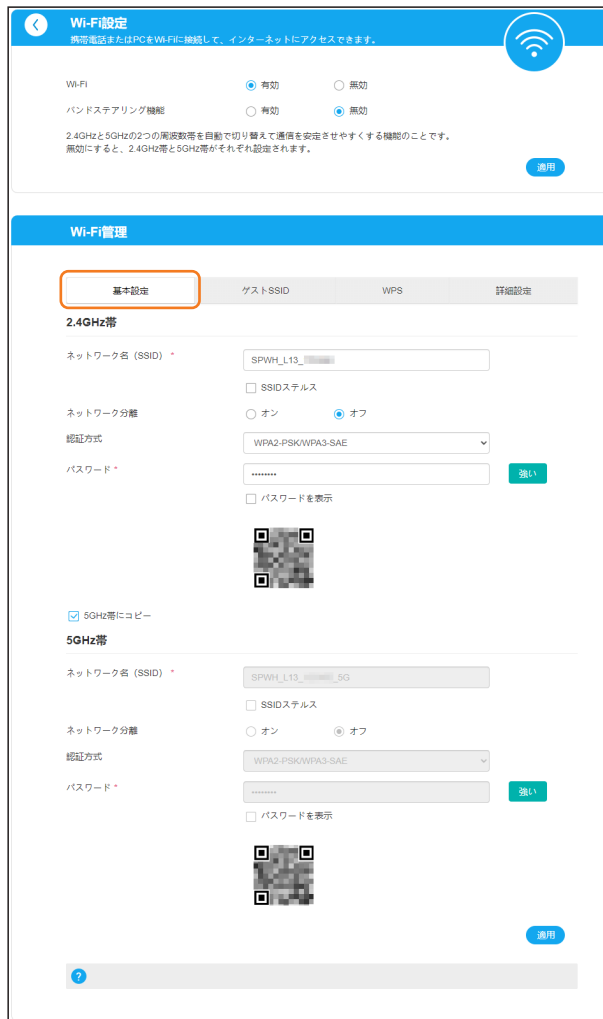 Wi-Fi設定
携帯電話またはPCをWi-Fiに接続して、インターネットにアクセスできます。
Wi-Fi 有効 無効
バンドステアリング機能 有効 無効
2.4GHzと5GHzの2つの周波数帯を自動で切り替えて通信を安定させやすくする機能のことです。
無効にすると、2.4GHz帯と5GHz帯がそれぞれ設定されます。
適用
Wi-Fi管理
基本設定 ゲストSSID WPS 詳細設定
2.4GHz帯
ネットワーク名（SSID） * SPWH_L13_
SSIDステルス
ネットワーク分離 オン オフ
認証方式 WPA2-PSK/WPA3-SAE
パスワード * ········ 強い
パスワードを表示
5GHz帯にコピー
5GHz帯
ネットワーク名（SSID） * SPWH_L13_ _5G
SSIDステルス
ネットワーク分離 オン オフ
認証方式 WPA2-PSK/WPA3-SAE
パスワード * ········ 強い
パスワードを表示
適用
?